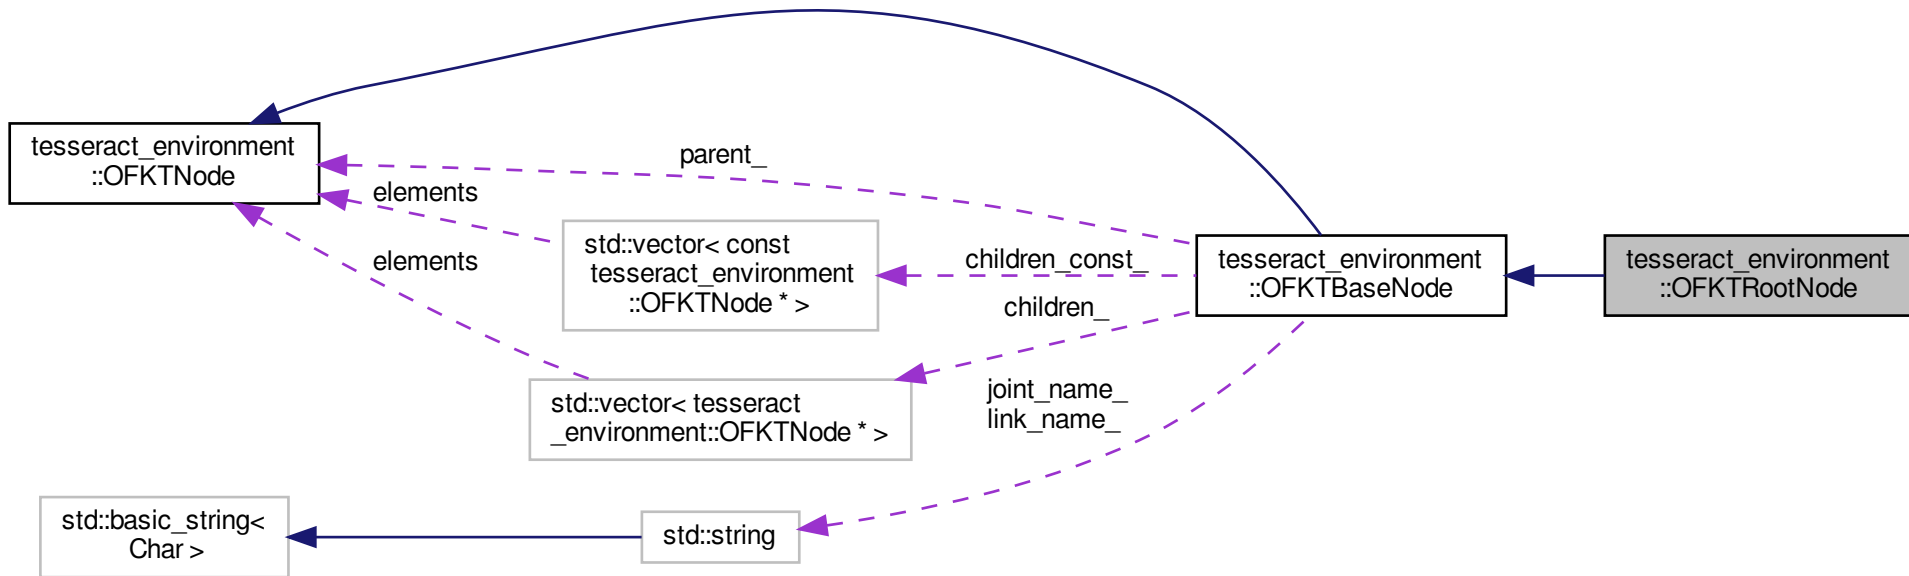 tesseract_environment
::OFKTNode
parent_
elements
elements
std::vector< const
tesseract_environment
::OFKTNode * >
children_const_
children_
tesseract_environment
::OFKTBaseNode
tesseract_environment
::OFKTRootNode
std::vector< tesseract
_environment::OFKTNode * >
joint_name_
link_name_
std::basic_string<
Char >
std::string